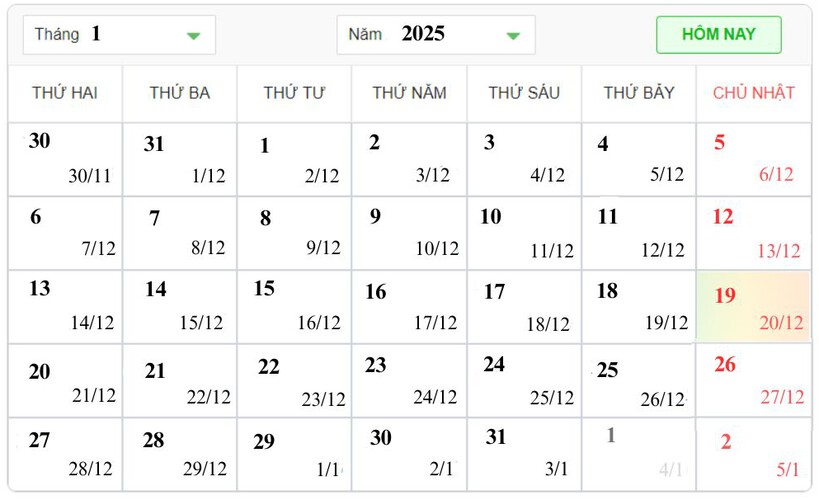 Tháng 1 Năm 2025 HÔM NAY
THỨ HAI THỨ BA THỨ TƯ THỨ NĂM THỨ SÁU THỨ BẢY CHỦ NHẬT
30 31 1 2 3 4 5
30/11 1/12 2/12 3/12 4/12 5/12 6/12
6 7 8 9 10 11 12
7/12 8/12 9/12 10/12 11/12 12/12 13/12
13 14 15 16 17 18 19
14/12 15/12 16/12 17/12 18/12 19/12 20/12
20 21 22 23 24 25 26
21/12 22/12 23/12 24/12 25/12 26/12 27/12
27 28 29 30 31 1 2
28/12 29/12 1/1 2/1 3/1 4/1 5/1